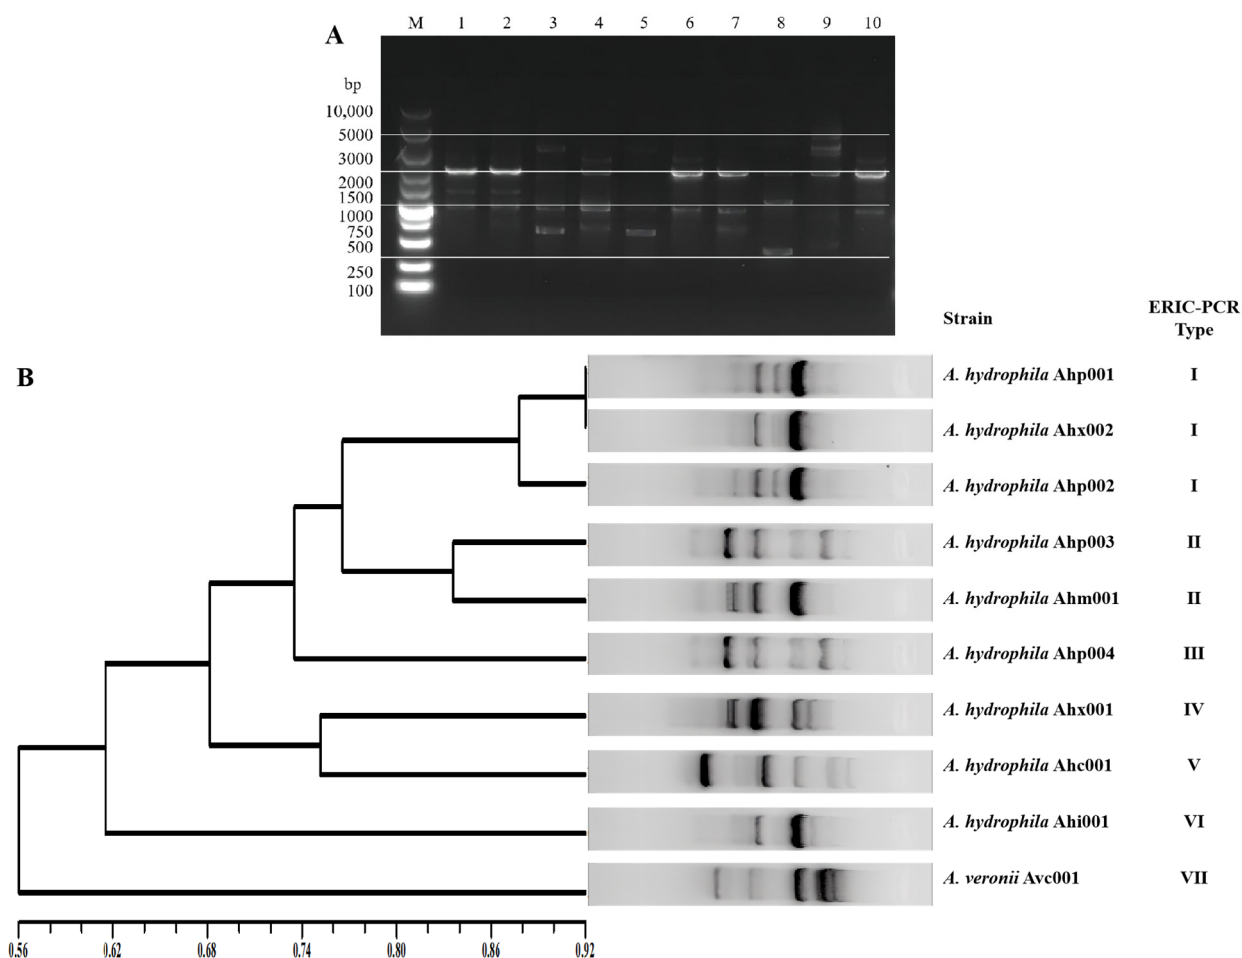 A
M 1 2 3 4 5 6 7 8 9 10
bp
10,000
5000
3000
2000
1500
1000
750
500
250
100
B
Strain ERIC-PCR Type
A. hydrophila Ahp001 I
A. hydrophila Ahx002 I
A. hydrophila Ahp002 I
A. hydrophila Ahp003 II
A. hydrophila Ahm001 II
A. hydrophila Ahp004 III
A. hydrophila Ahx001 IV
A. hydrophila Ahc001 V
A. hydrophila Ahi001 VI
A. veronii Avc001 VII
0.56 0.62 0.68 0.74 0.80 0.86 0.92